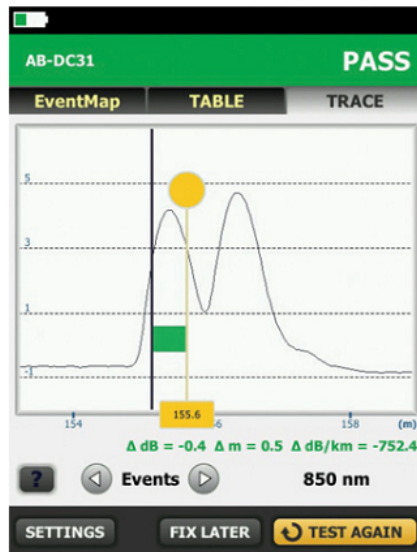 AB-DC31 PASS
EventMap TABLE TRACE
5
3
1
-1
155.6
154 156 158 (m)
Δ dB = -0.4 Δ m = 0.5 Δ dB/km = -752.4
? Events 850 nm
SETTINGS FIX LATER TEST AGAIN